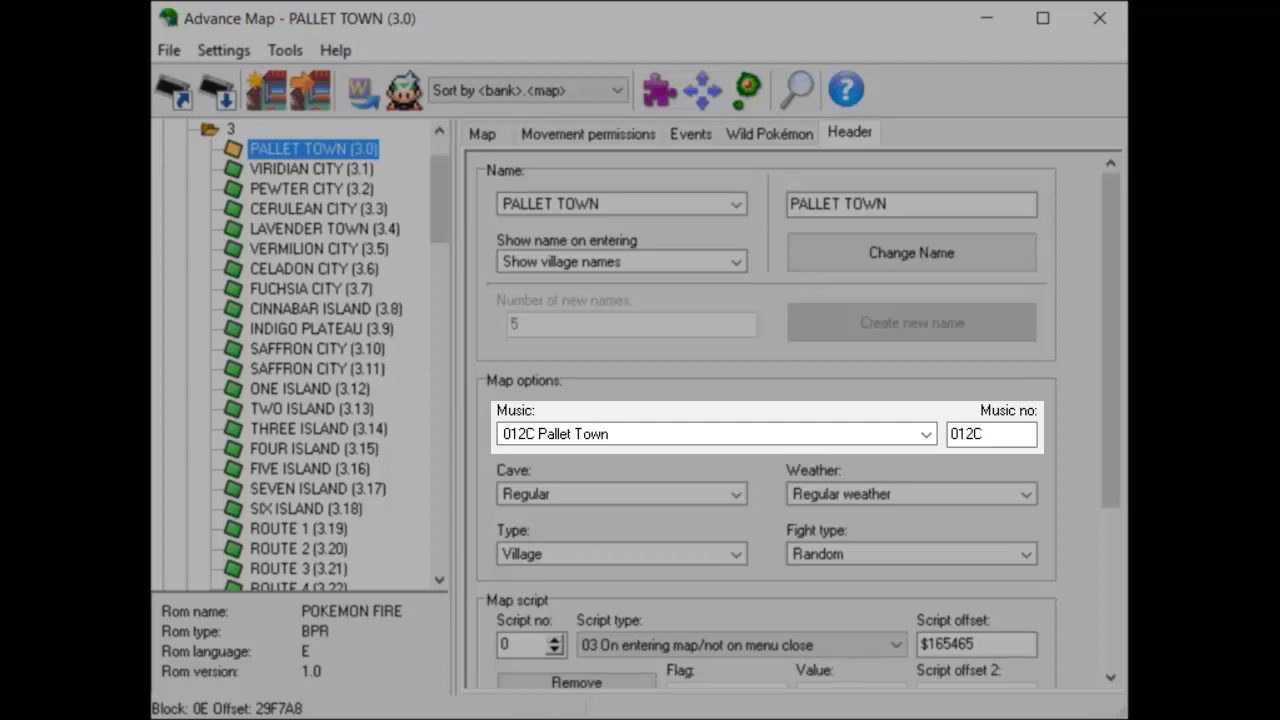 Advance Map - PALLET TOWN (3.0)
File Settings Tools Help
Sort by <bank>.<map>
3
PALLET TOWN (3.0)
VIRIDIAN CITY (3.1)
PEWTER CITY (3.2)
CERULEAN CITY (3.3)
LAVENDER TOWN (3.4)
VERMILION CITY (3.5)
CELADON CITY (3.6)
FUCHSIA CITY (3.7)
CINNABAR ISLAND (3.8)
INDIGO PLATEAU (3.9)
SAFFRON CITY (3.10)
SAFFRON CITY (3.11)
ONE ISLAND (3.12)
TWO ISLAND (3.13)
THREE ISLAND (3.14)
FOUR ISLAND (3.15)
FIVE ISLAND (3.16)
SEVEN ISLAND (3.17)
SIX ISLAND (3.18)
ROUTE 1 (3.19)
ROUTE 2 (3.20)
ROUTE 3 (3.21)
ROUTE 4 (3.22)
Rom name: POKEMON FIRE
Rom type: BPR
Rom language: E
Rom version: 1.0
Map Movement permissions Events Wild Pokémon Header
Name:
PALLET TOWN PALLET TOWN
Show name on entering
Show village names Change Name
Number of new names:
5 Create new name
Map options:
Music: Music no:
012C Pallet Town 012C
Cave: Weather:
Regular Regular weather
Type: Fight type:
Village Random
Map script
Script no: Script type: Script offset:
0 03 On entering map/not on menu close $165465
Flag: Value: Script offset 2:
Remove
Block: 0E Offset: 29F7A8